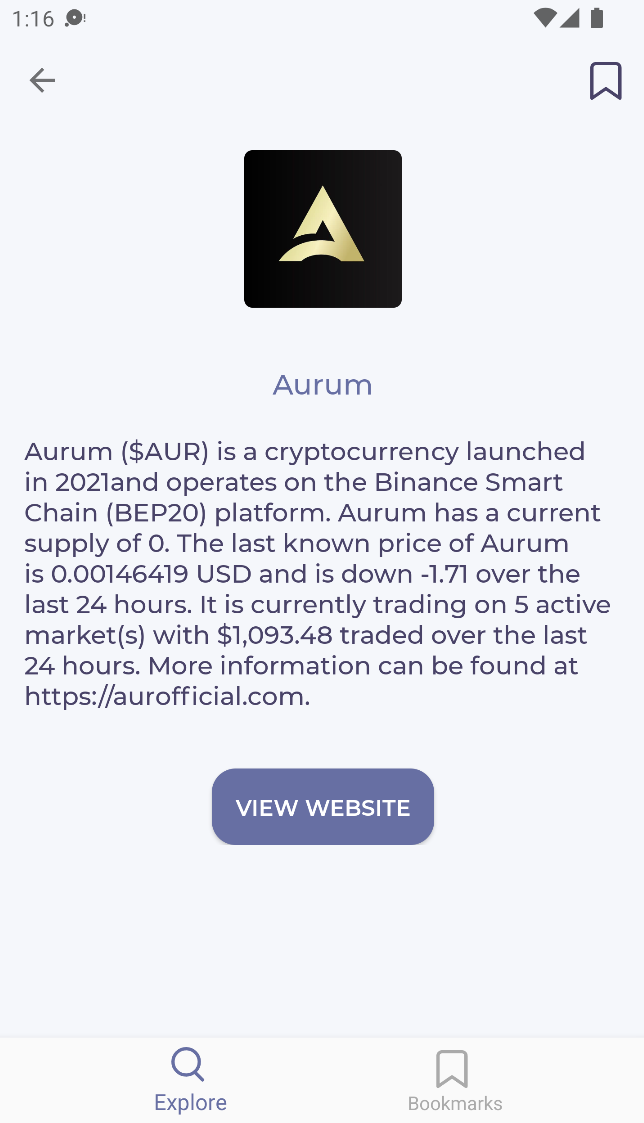 1:16
Aurum
Aurum ($AUR) is a cryptocurrency launched
in 2021and operates on the Binance Smart
Chain (BEP20) platform. Aurum has a current
supply of 0. The last known price of Aurum
is 0.00146419 USD and is down -1.71 over the
last 24 hours. It is currently trading on 5 active
market(s) with $1,093.48 traded over the last
24 hours. More information can be found at
https://aurofficial.com.
VIEW WEBSITE
Explore
Bookmarks